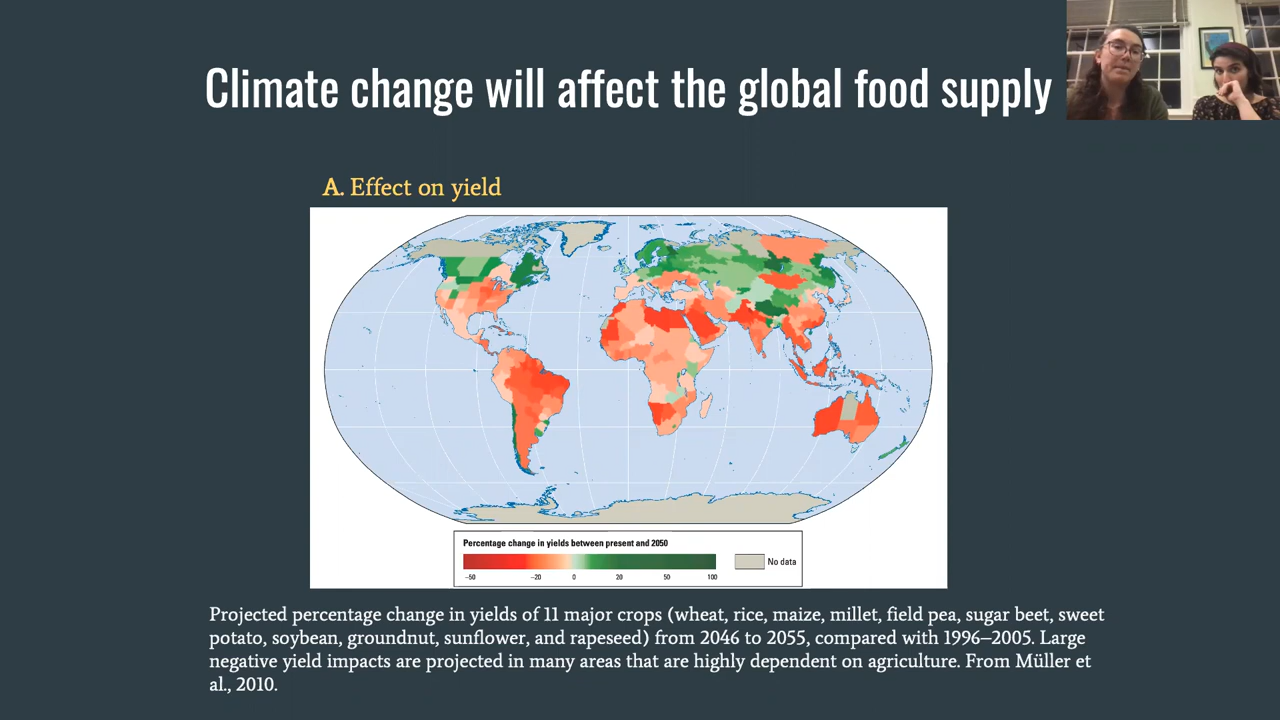 Climate change will affect the global food supply
A. Effect on yield
Percentage change in yields between present and 2050
−50 −20 0 20 50 100
No data
Projected percentage change in yields of 11 major crops (wheat, rice, maize, millet, field pea, sugar beet, sweet
potato, soybean, groundnut, sunflower, and rapeseed) from 2046 to 2055, compared with 1996–2005. Large
negative yield impacts are projected in many areas that are highly dependent on agriculture. From Müller et
al., 2010.